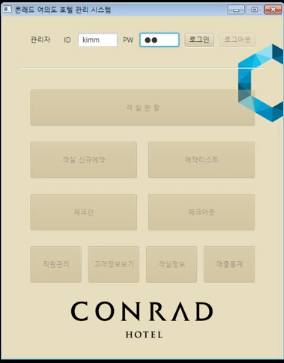 콘래드 여의도 호텔 관리 시스템
관리자 ID kimm PW ●● 로그인 로그아웃
객 실 현 황
객실 신규예약 예약리스트
체크인 체크아웃
직원관리 고객정보보기 객실정보 매출통계
CONRAD
HOTEL